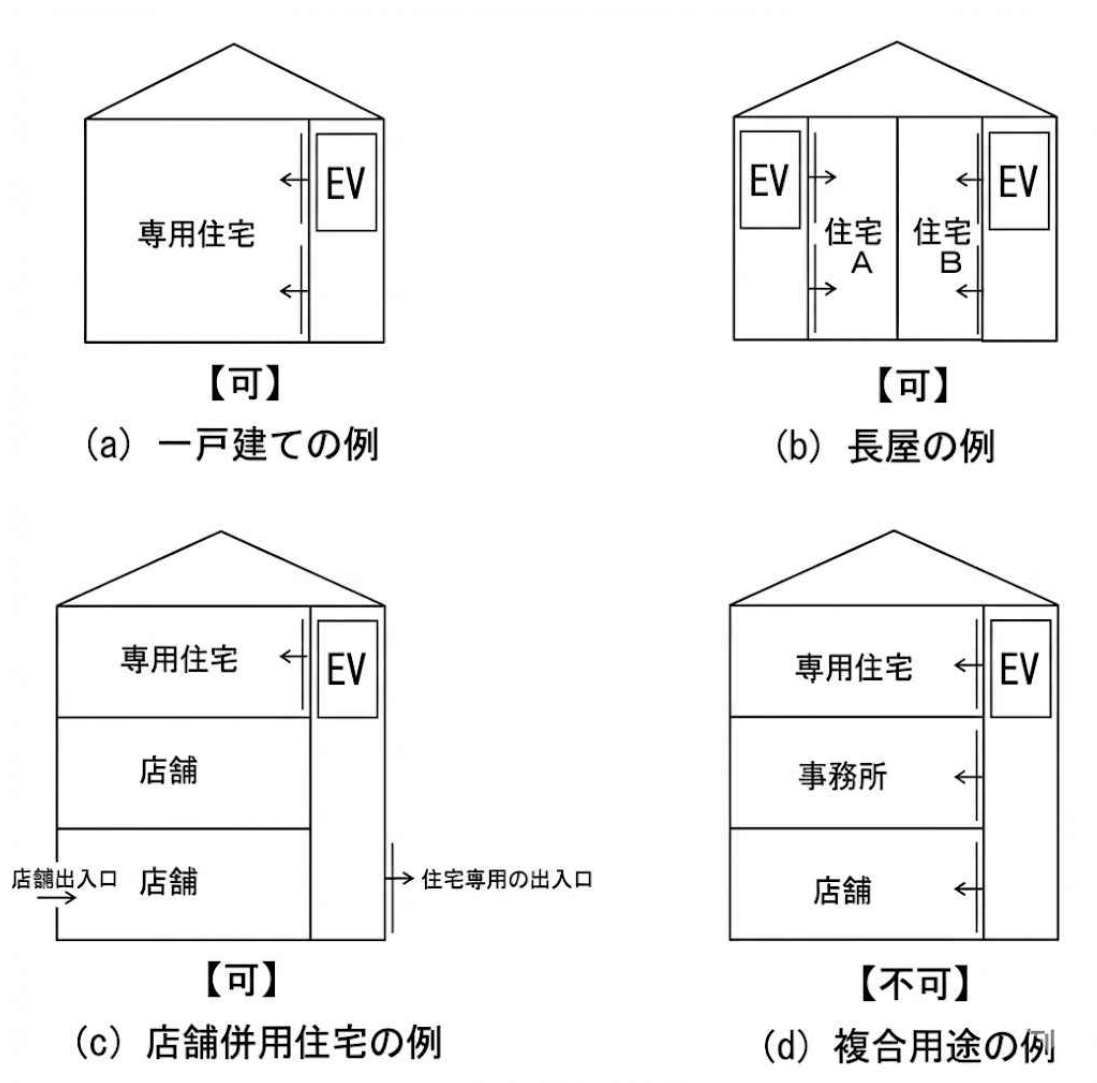 EV
専用住宅
【可】
(a) 一戸建ての例
EV
EV
住宅
A
住宅
B
【可】
(b) 長屋の例
専用住宅
EV
店舗
店舗出入口
店舗
住宅専用の出入口
【可】
(c) 店舗併用住宅の例
専用住宅
EV
事務所
店舗
【不可】
(d) 複合用途の例